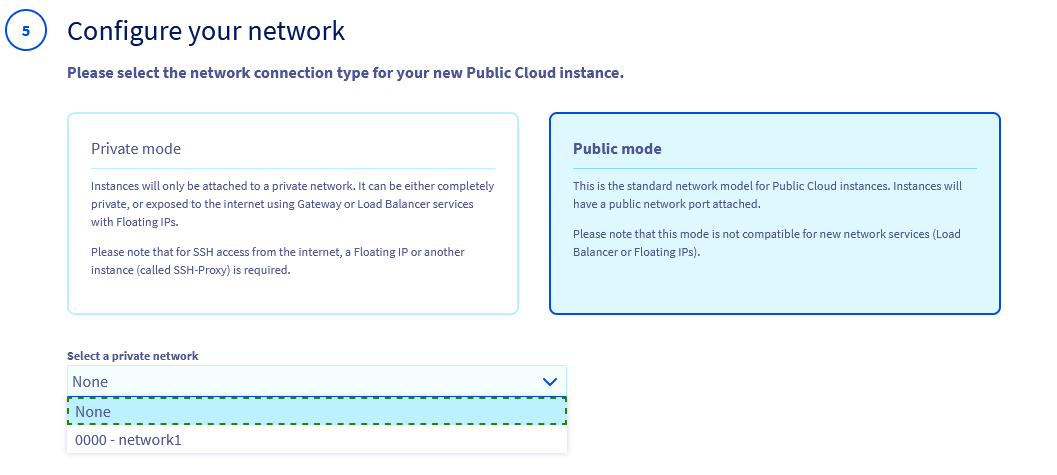 5
Configure your network
Please select the network connection type for your new Public Cloud instance.
Private mode
Instances will only be attached to a private network. It can be either completely
private, or exposed to the internet using Gateway or Load Balancer services
with Floating IPs.
Please note that for SSH access from the internet, a Floating IP or another
instance (called SSH-Proxy) is required.
Public mode
This is the standard network model for Public Cloud instances. Instances will
have a public network port attached.
Please note that this mode is not compatible for new network services (Load
Balancer or Floating IPs).
Select a private network
None
None
0000 - network1